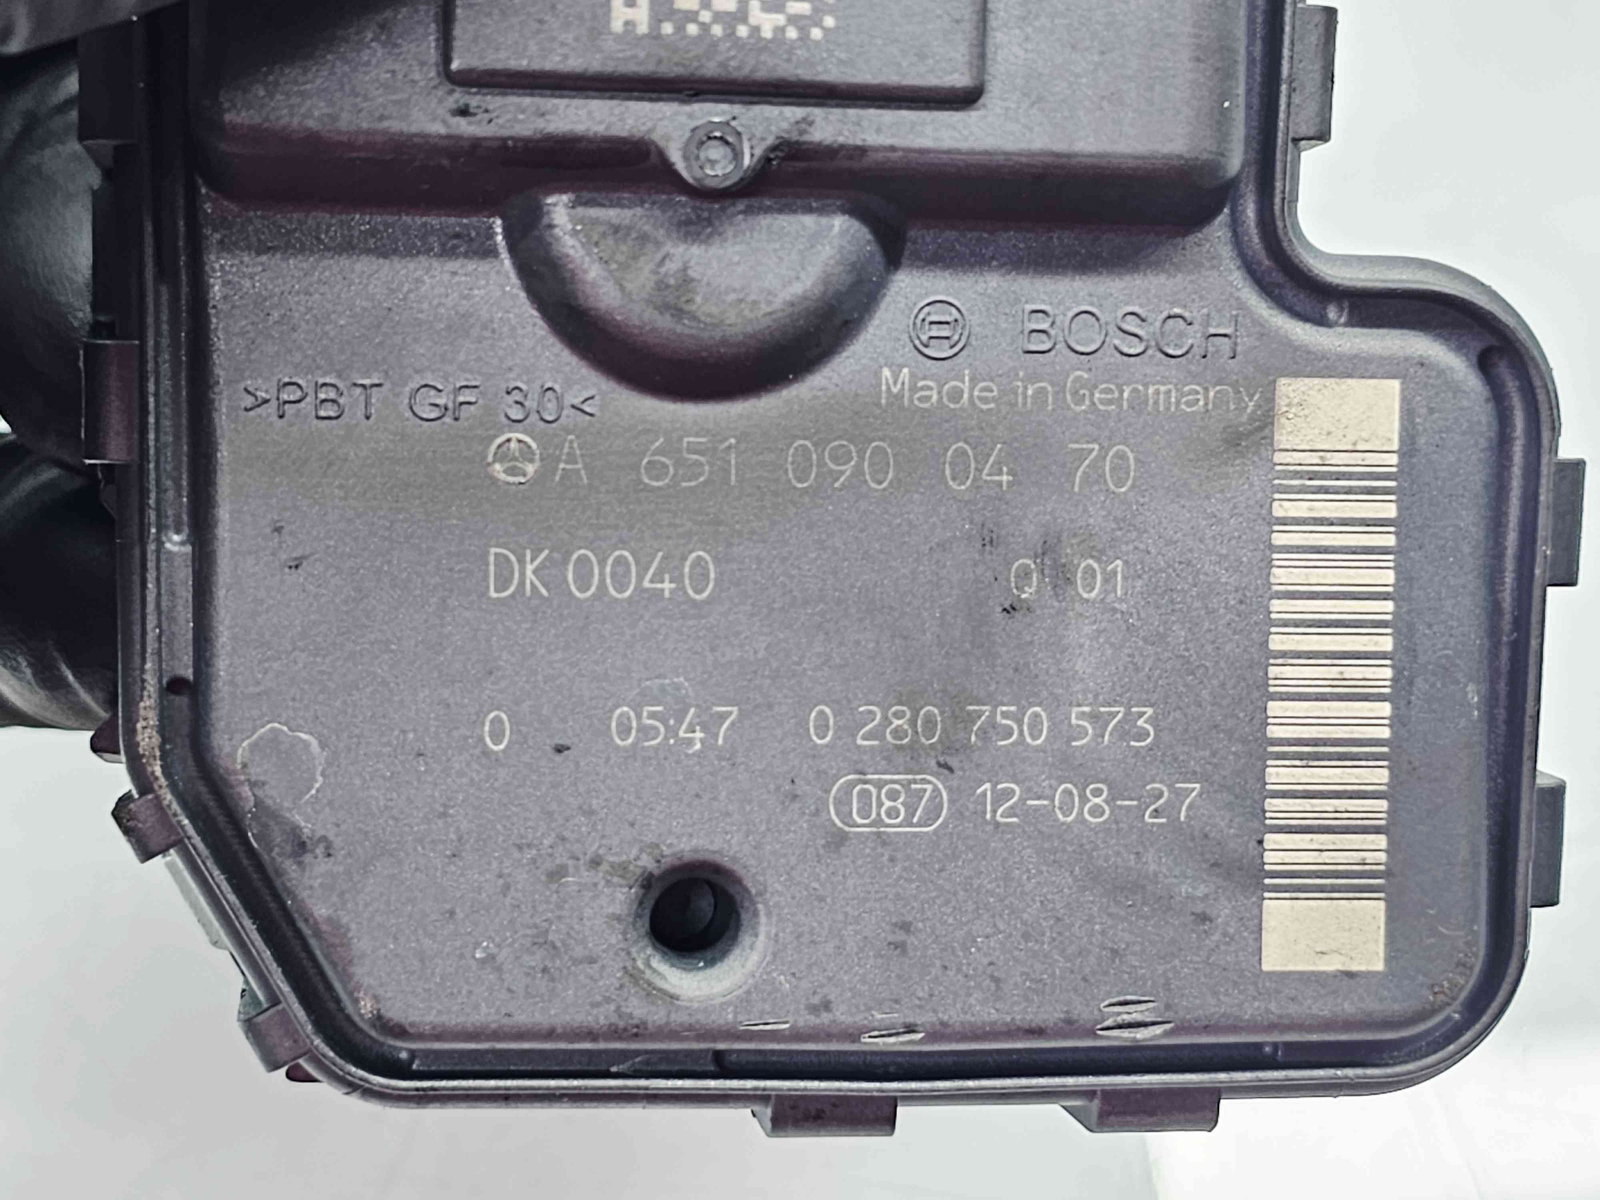 BOSCH
Made in Germany
>PBT GF 30<
A 651 090 04 70
DK 0040 Q 01
0 05:47 0 280 750 573
087 12-08-27